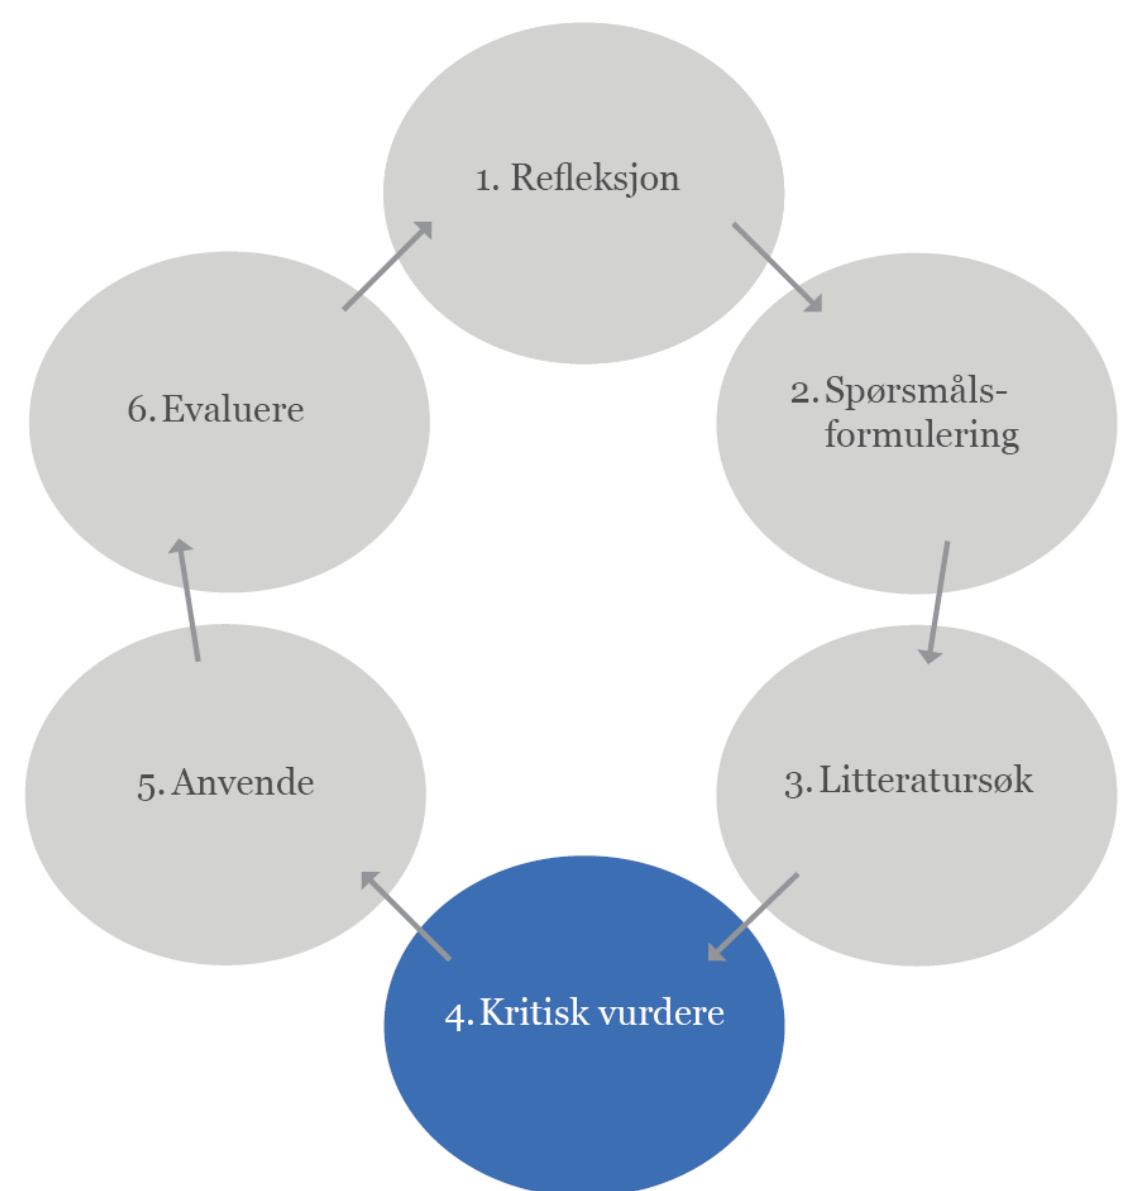 1. Refleksjon
2. Spørsmåls-
formulering
3. Litteratursøk
4. Kritisk vurdere
5. Anvende
6. Evaluere